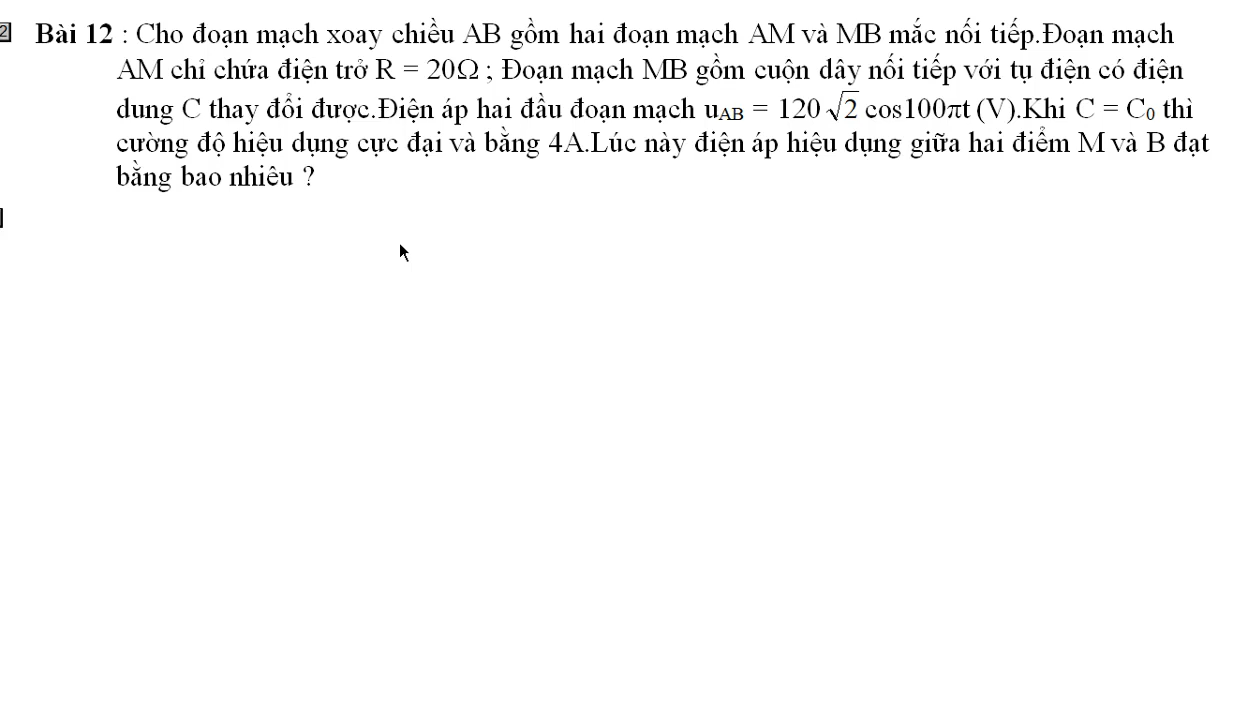 2 Bài 12 : Cho đoạn mạch xoay chiều AB gồm hai đoạn mạch AM và MB mắc nối tiếp.Đoạn mạch
AM chỉ chứa điện trở R = 20Ω ; Đoạn mạch MB gồm cuộn dây nối tiếp với tụ điện có điện
dung C thay đổi được.Điện áp hai đầu đoạn mạch u_AB = 120√2 cos100πt (V).Khi C = C₀ thì
cường độ hiệu dụng cực đại và bằng 4A.Lúc này điện áp hiệu dụng giữa hai điểm M và B đạt
bằng bao nhiêu ?